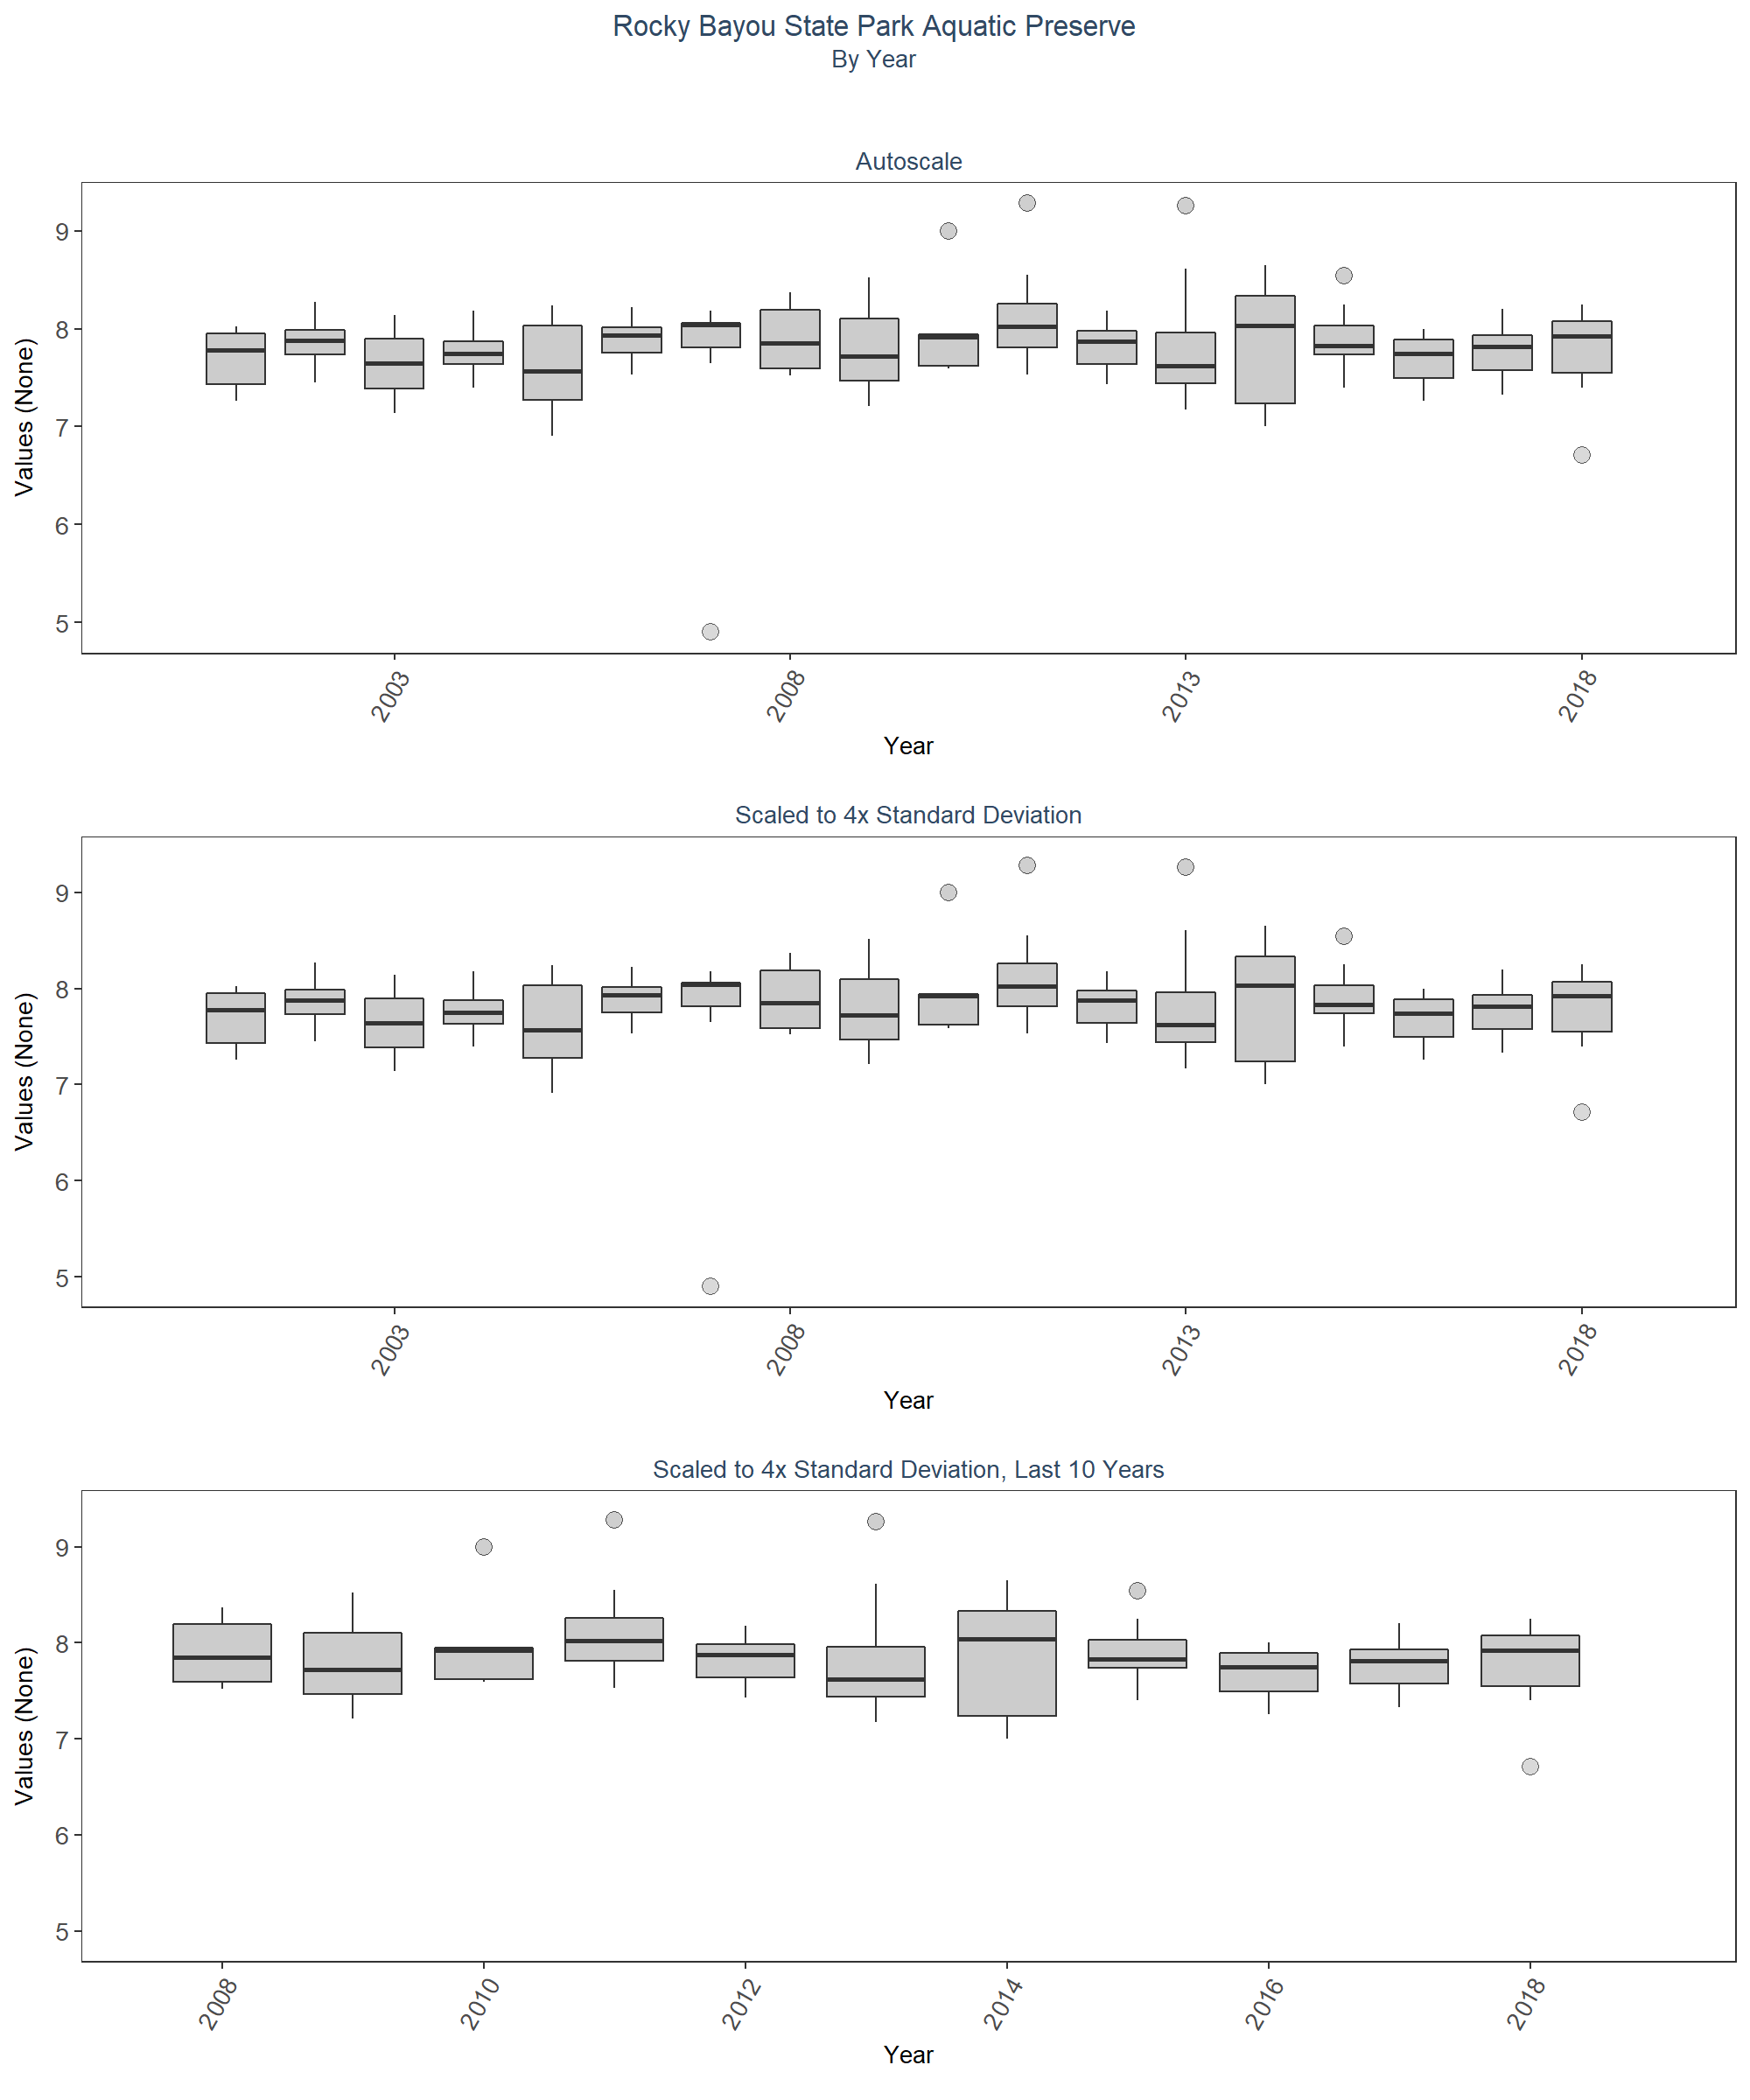 Rocky Bayou State Park Aquatic Preserve
By Year
Autoscale
Values (None)
9
8
7
6
5
2003 2008 2013 2018
Year
Scaled to 4x Standard Deviation
Values (None)
9
8
7
6
5
2003 2008 2013 2018
Year
Scaled to 4x Standard Deviation, Last 10 Years
Values (None)
9
8
7
6
5
2008 2010 2012 2014 2016 2018
Year